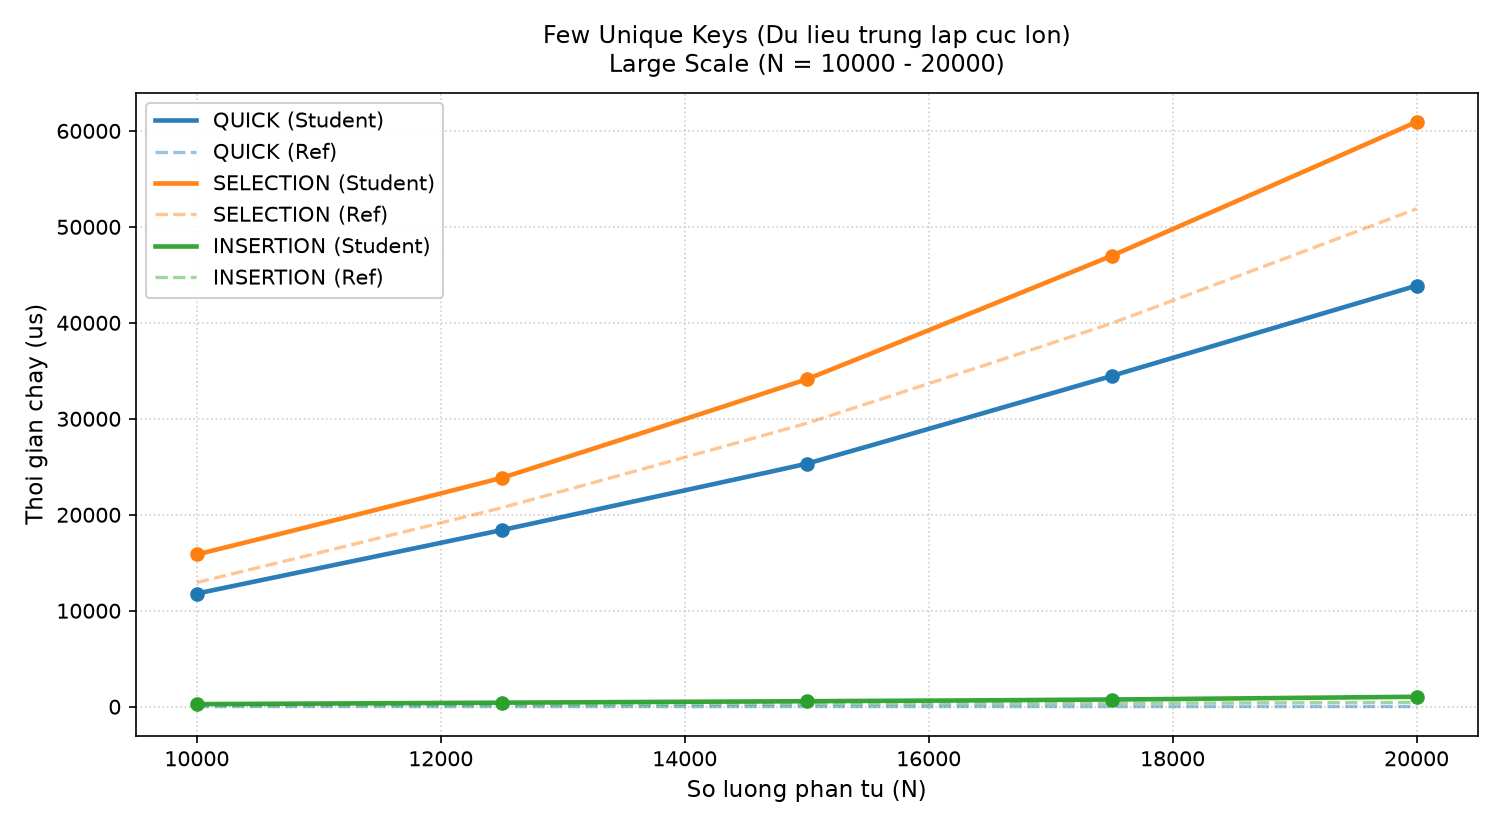 Few Unique Keys (Du lieu trung lap cuc lon)
Large Scale (N = 10000 - 20000)
QUICK (Student)
QUICK (Ref)
SELECTION (Student)
SELECTION (Ref)
INSERTION (Student)
INSERTION (Ref)
Thoi gian chay (us)
60000
50000
40000
30000
20000
10000
0
10000
12000
14000
16000
18000
20000
So luong phan tu (N)